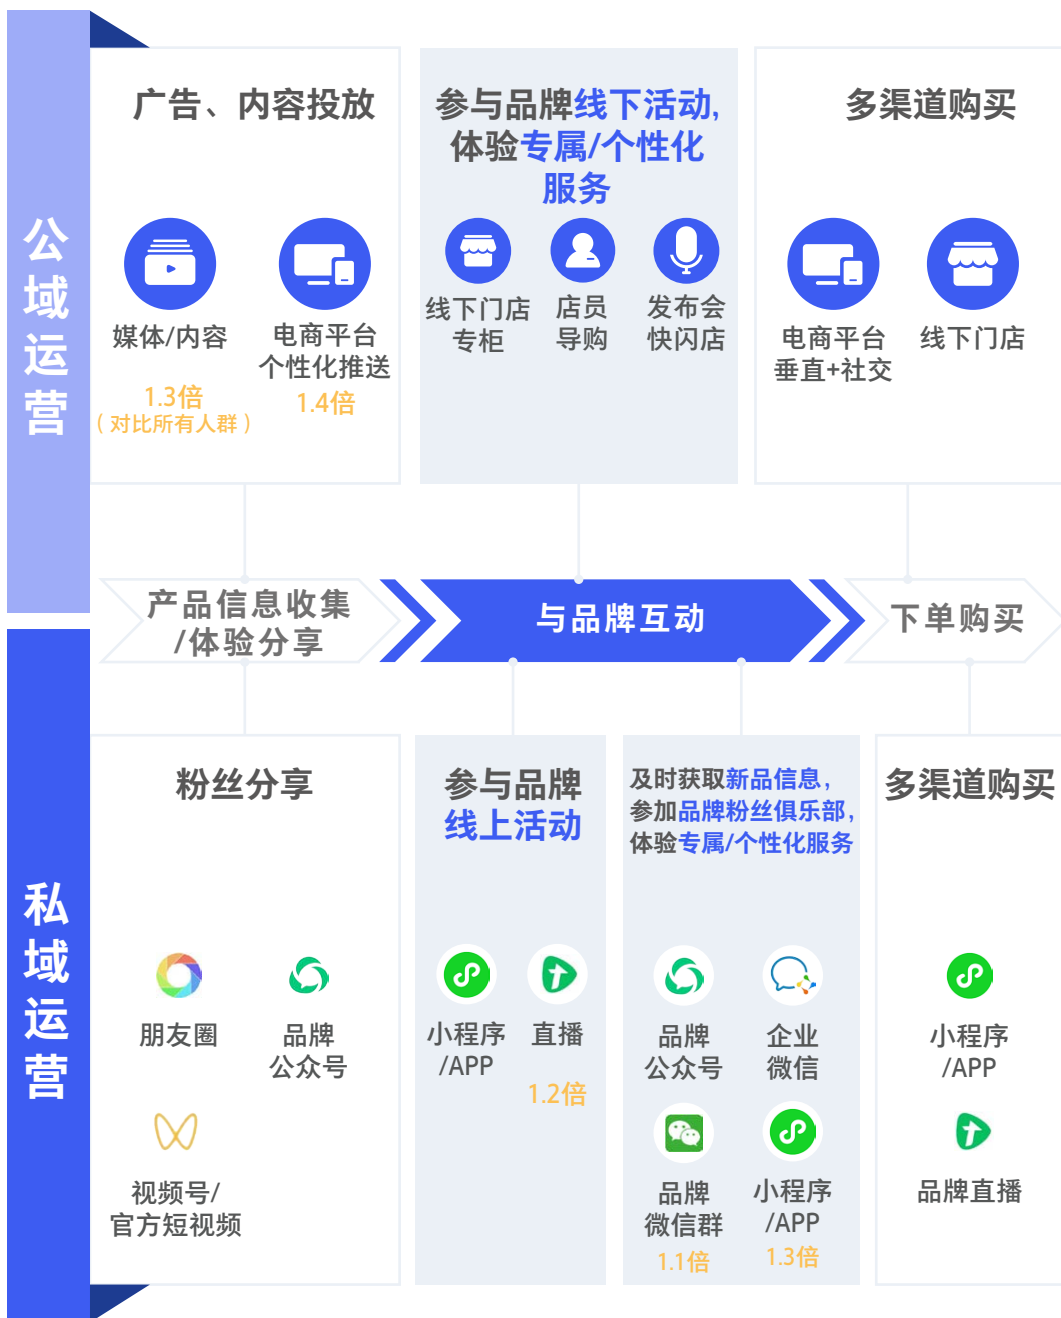 公域运营
广告、内容投放
媒体/内容
1.3倍
（对比所有人群）
电商平台
个性化推送
1.4倍
参与品牌线下活动,
体验专属/个性化
服务
线下门店
专柜
店员
导购
发布会
快闪店
多渠道购买
电商平台
垂直+社交
线下门店
产品信息收集
/体验分享
与品牌互动
下单购买
私域运营
粉丝分享
朋友圈
品牌
公众号
视频号/
官方短视频
参与品牌
线上活动
小程序
/APP
直播
1.2倍
及时获取新品信息,
参加品牌粉丝俱乐部,
体验专属/个性化服务
品牌
公众号
企业
微信
品牌
微信群
1.1倍
小程序
/APP
1.3倍
多渠道购买
小程序
/APP
品牌直播